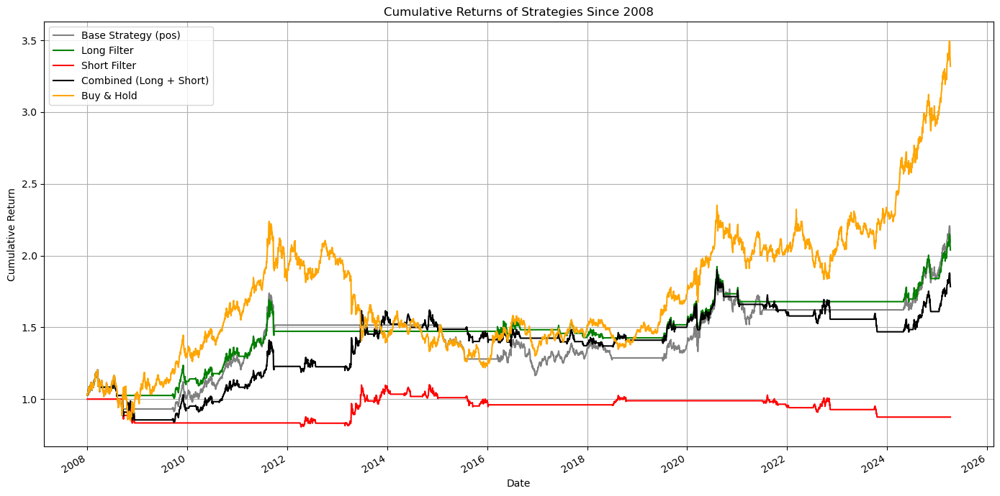 Cumulative Returns of Strategies Since 2008
Base Strategy (pos)
Long Filter
Short Filter
Combined (Long + Short)
Buy & Hold
Cumulative Return
3.5
3.0
2.5
2.0
1.5
1.0
2008
2010
2012
2014
2016
2018
2020
2022
2024
2026
Date